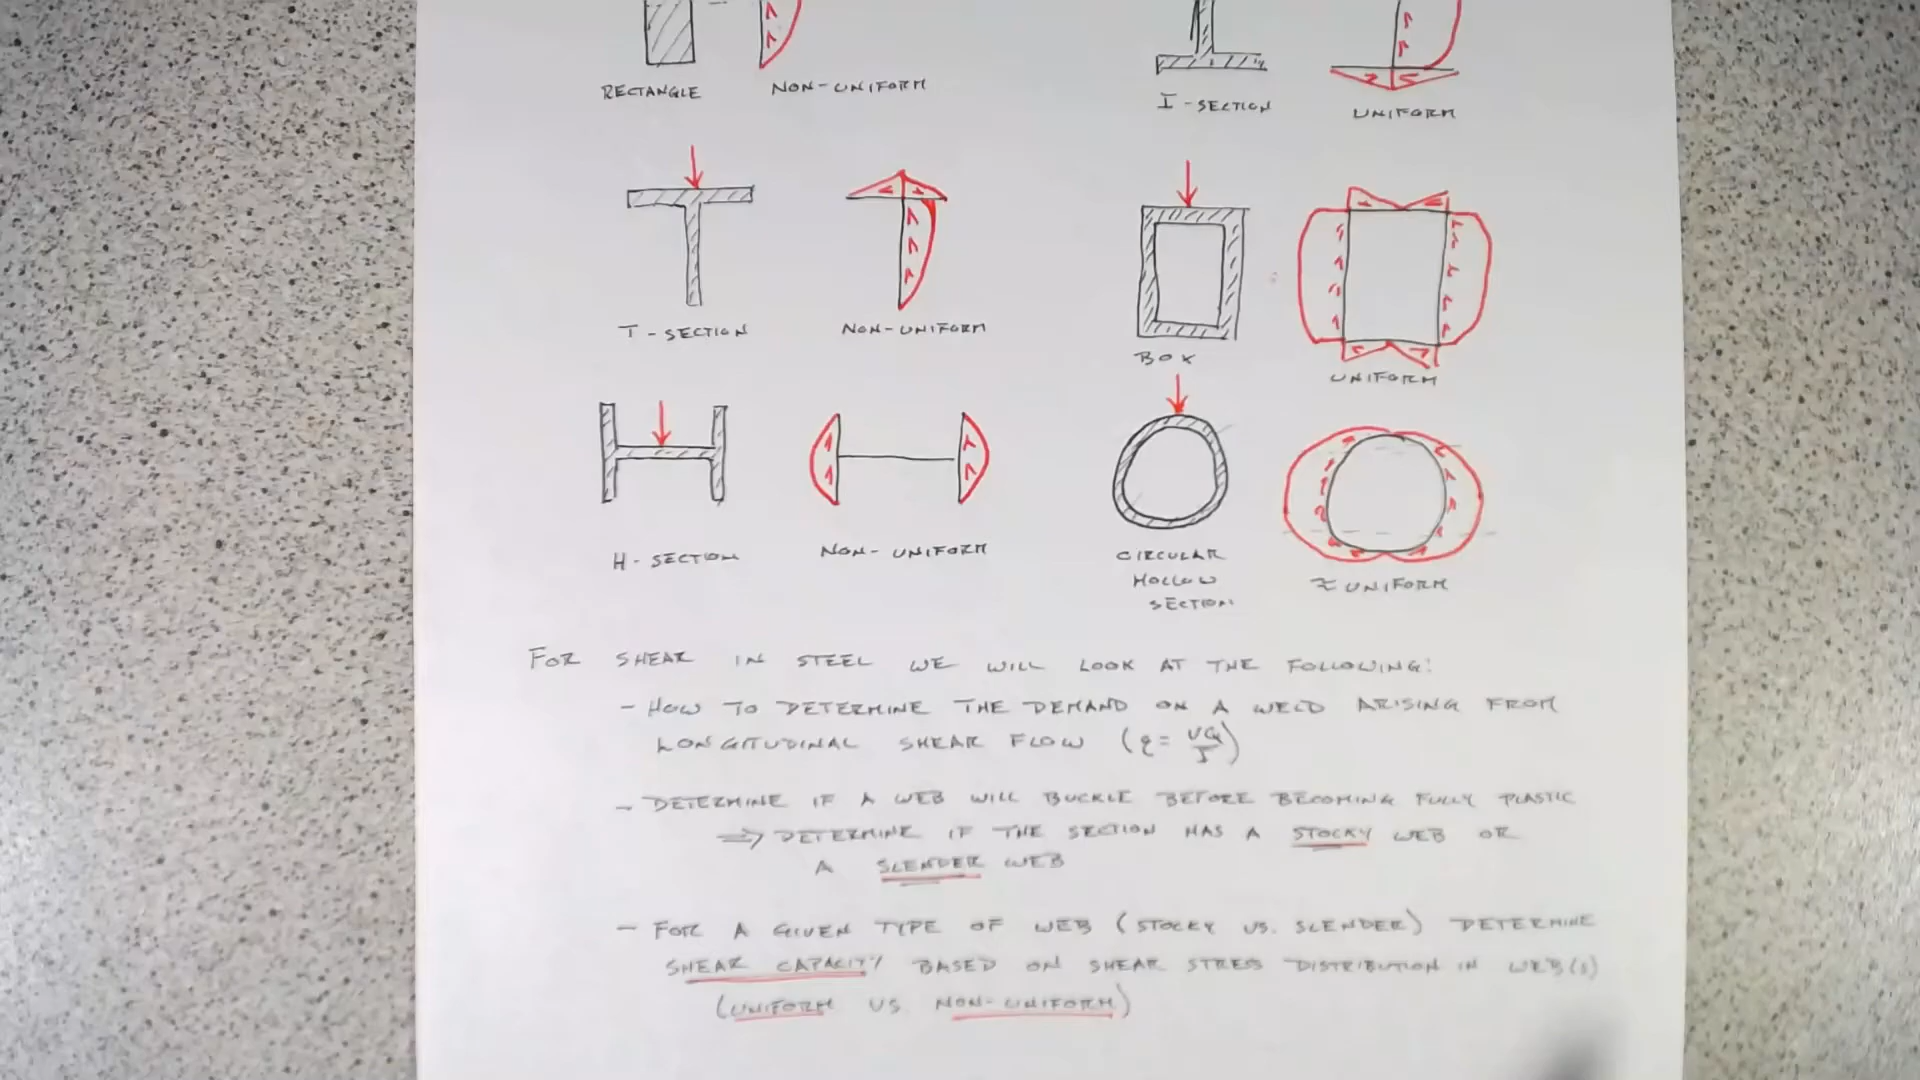 RECTANGLE
NON-UNIFORM
I-SECTION
UNIFORM
T-SECTION
NON-UNIFORM
BOX
UNIFORM
H-SECTION
NON-UNIFORM
CIRCULAR
HOLLOW
SECTION
≈ UNIFORM
FOR SHEAR IN STEEL WE WILL LOOK AT THE FOLLOWING:
- HOW TO DETERMINE THE DEMAND ON A WELD ARISING FROM
LONGITUDINAL SHEAR FLOW (q = VQ/I)
- DETERMINE IF A WEB WILL BUCKLE BEFORE BECOMING FULLY PLASTIC
⇒ DETERMINE IF THE SECTION HAS A STOCKY WEB OR
A SLENDER WEB
- FOR A GIVEN TYPE OF WEB (STOCKY VS. SLENDER) DETERMINE
SHEAR CAPACITY BASED ON SHEAR STRESS DISTRIBUTION IN WEB(S)
(UNIFORM VS NON-UNIFORM)